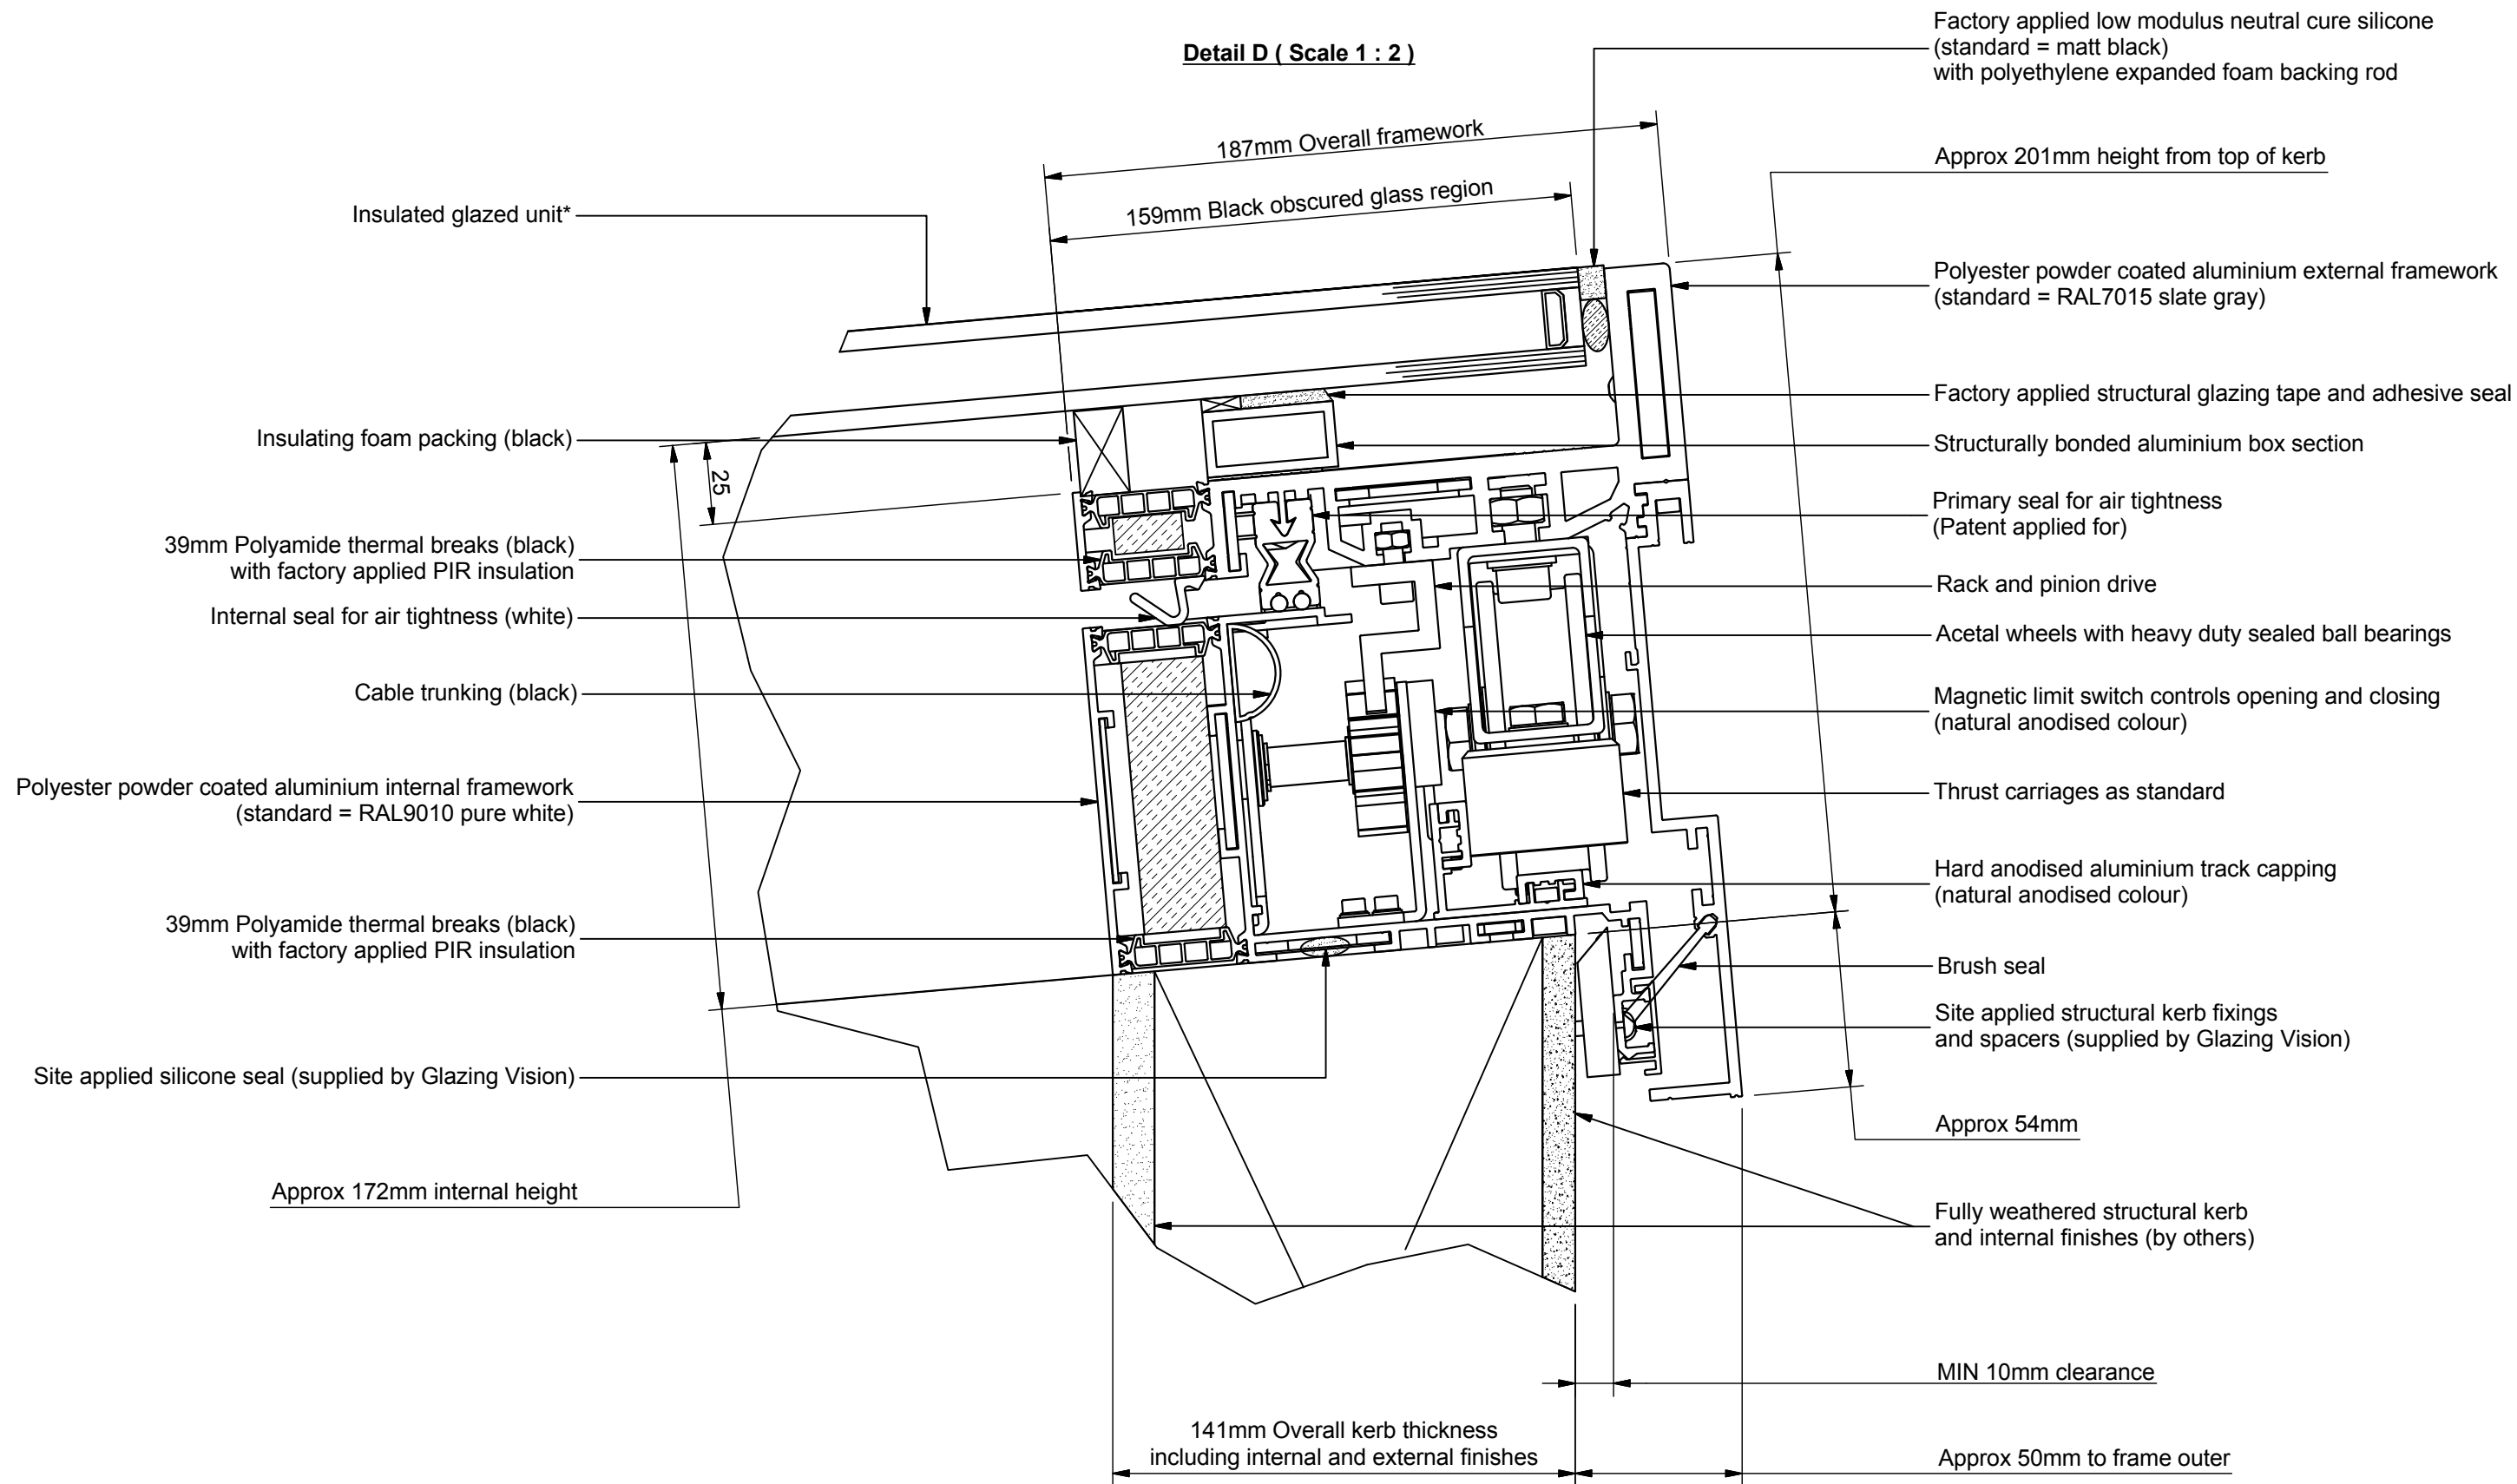 Detail D ( Scale 1 : 2 )
187mm Overall framework
159mm Black obscured glass region
Insulated glazed unit*
Insulating foam packing (black)
25
39mm Polyamide thermal breaks (black)
with factory applied PIR insulation
Internal seal for air tightness (white)
Cable trunking (black)
Polyester powder coated aluminium internal framework
(standard = RAL9010 pure white)
39mm Polyamide thermal breaks (black)
with factory applied PIR insulation
Site applied silicone seal (supplied by Glazing Vision)
Approx 172mm internal height
Factory applied low modulus neutral cure silicone
(standard = matt black)
with polyethylene expanded foam backing rod
Approx 201mm height from top of kerb
Polyester powder coated aluminium external framework
(standard = RAL7015 slate gray)
Factory applied structural glazing tape and adhesive seal
Structurally bonded aluminium box section
Primary seal for air tightness
(Patent applied for)
Rack and pinion drive
Acetal wheels with heavy duty sealed ball bearings
Magnetic limit switch controls opening and closing
(natural anodised colour)
Thrust carriages as standard
Hard anodised aluminium track capping
(natural anodised colour)
Brush seal
Site applied structural kerb fixings
and spacers (supplied by Glazing Vision)
Approx 54mm
Fully weathered structural kerb
and internal finishes (by others)
MIN 10mm clearance
141mm Overall kerb thickness
including internal and external finishes
Approx 50mm to frame outer